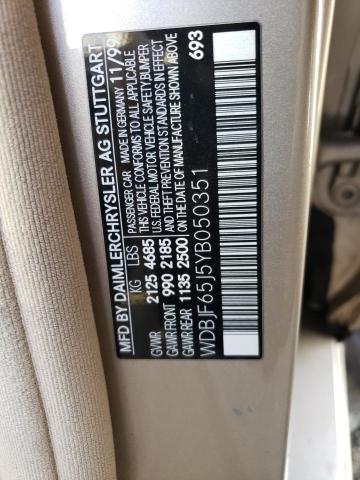 MFD BY DAIMLERCHRYSLER AG STUTTGART
PASSENGER CAR MADE IN GERMANY 11/99
THIS VEHICLE CONFORMS TO ALL APPLICABLE
U.S. FEDERAL MOTOR VEHICLE SAFETY, BUMPER
AND THEFT PREVENTION STANDARDS IN EFFECT
ON THE DATE OF MANUFACTURE SHOWN ABOVE
KG LBS
GVWR 2125 4685
GAWR FRONT 990 2185
GAWR REAR 1135 2500
693
WDBJF65J5YB050351